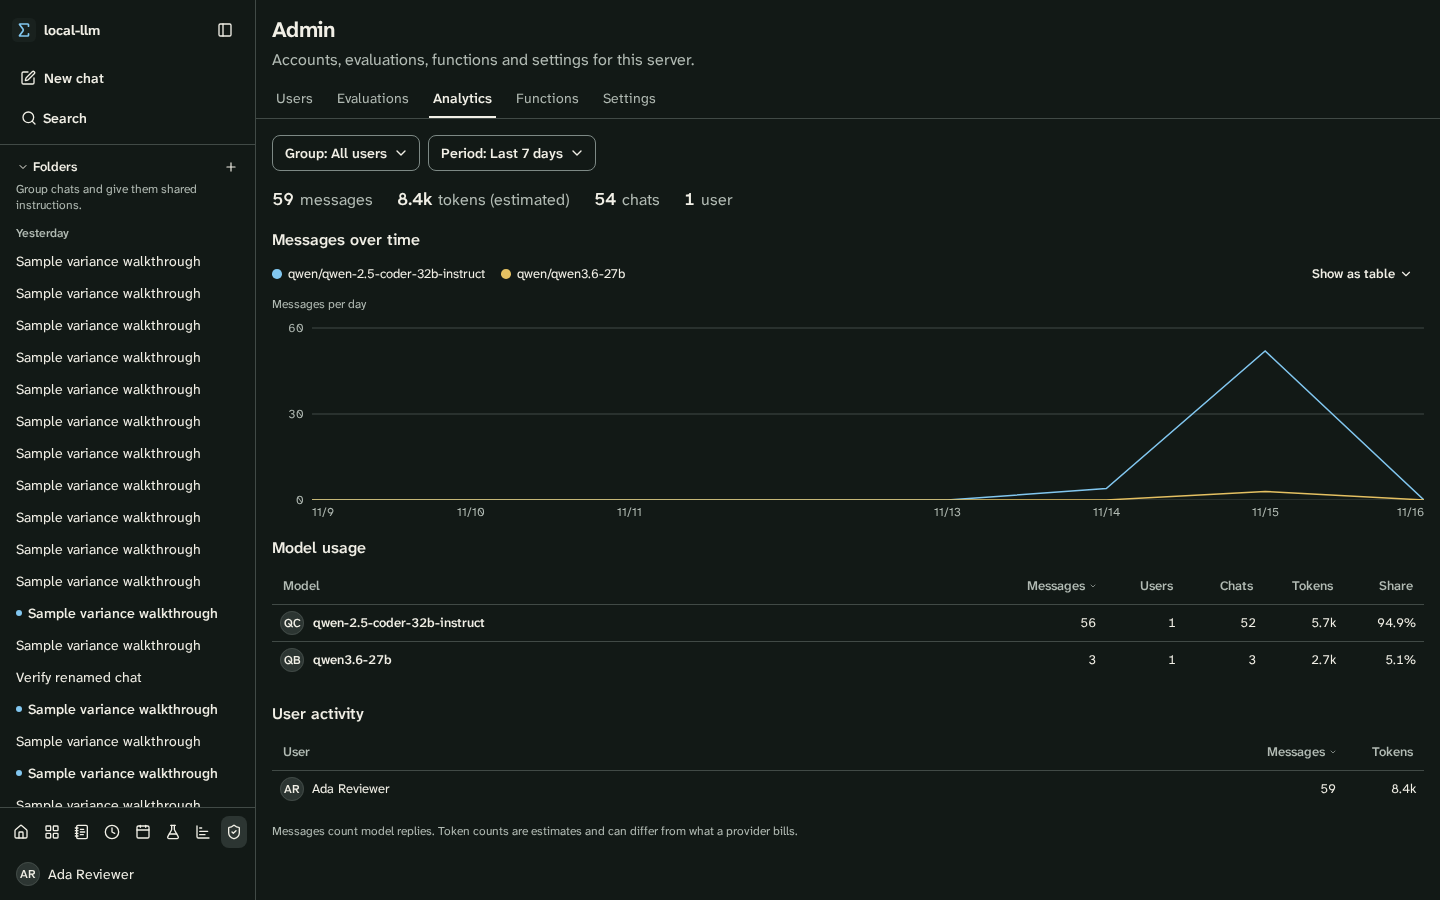 local-llm
New chat
Search
Folders
Group chats and give them shared
instructions.
Yesterday
Sample variance walkthrough
Sample variance walkthrough
Sample variance walkthrough
Sample variance walkthrough
Sample variance walkthrough
Sample variance walkthrough
Sample variance walkthrough
Sample variance walkthrough
Sample variance walkthrough
Sample variance walkthrough
Sample variance walkthrough
Sample variance walkthrough
Sample variance walkthrough
Verify renamed chat
Sample variance walkthrough
Sample variance walkthrough
Sample variance walkthrough
Sample variance walkthrough
AR Ada Reviewer
Admin
Accounts, evaluations, functions and settings for this server.
Users Evaluations Analytics Functions Settings
Group: All users Period: Last 7 days
59 messages 8.4k tokens (estimated) 54 chats 1 user
Messages over time
qwen/qwen-2.5-coder-32b-instruct qwen/qwen3.6-27b Show as table
Messages per day
60
30
0
11/9 11/10 11/11 11/13 11/14 11/15 11/16
Model usage
Model Messages Users Chats Tokens Share
QC qwen-2.5-coder-32b-instruct 56 1 52 5.7k 94.9%
QB qwen3.6-27b 3 1 3 2.7k 5.1%
User activity
User Messages Tokens
AR Ada Reviewer 59 8.4k
Messages count model replies. Token counts are estimates and can differ from what a provider bills.